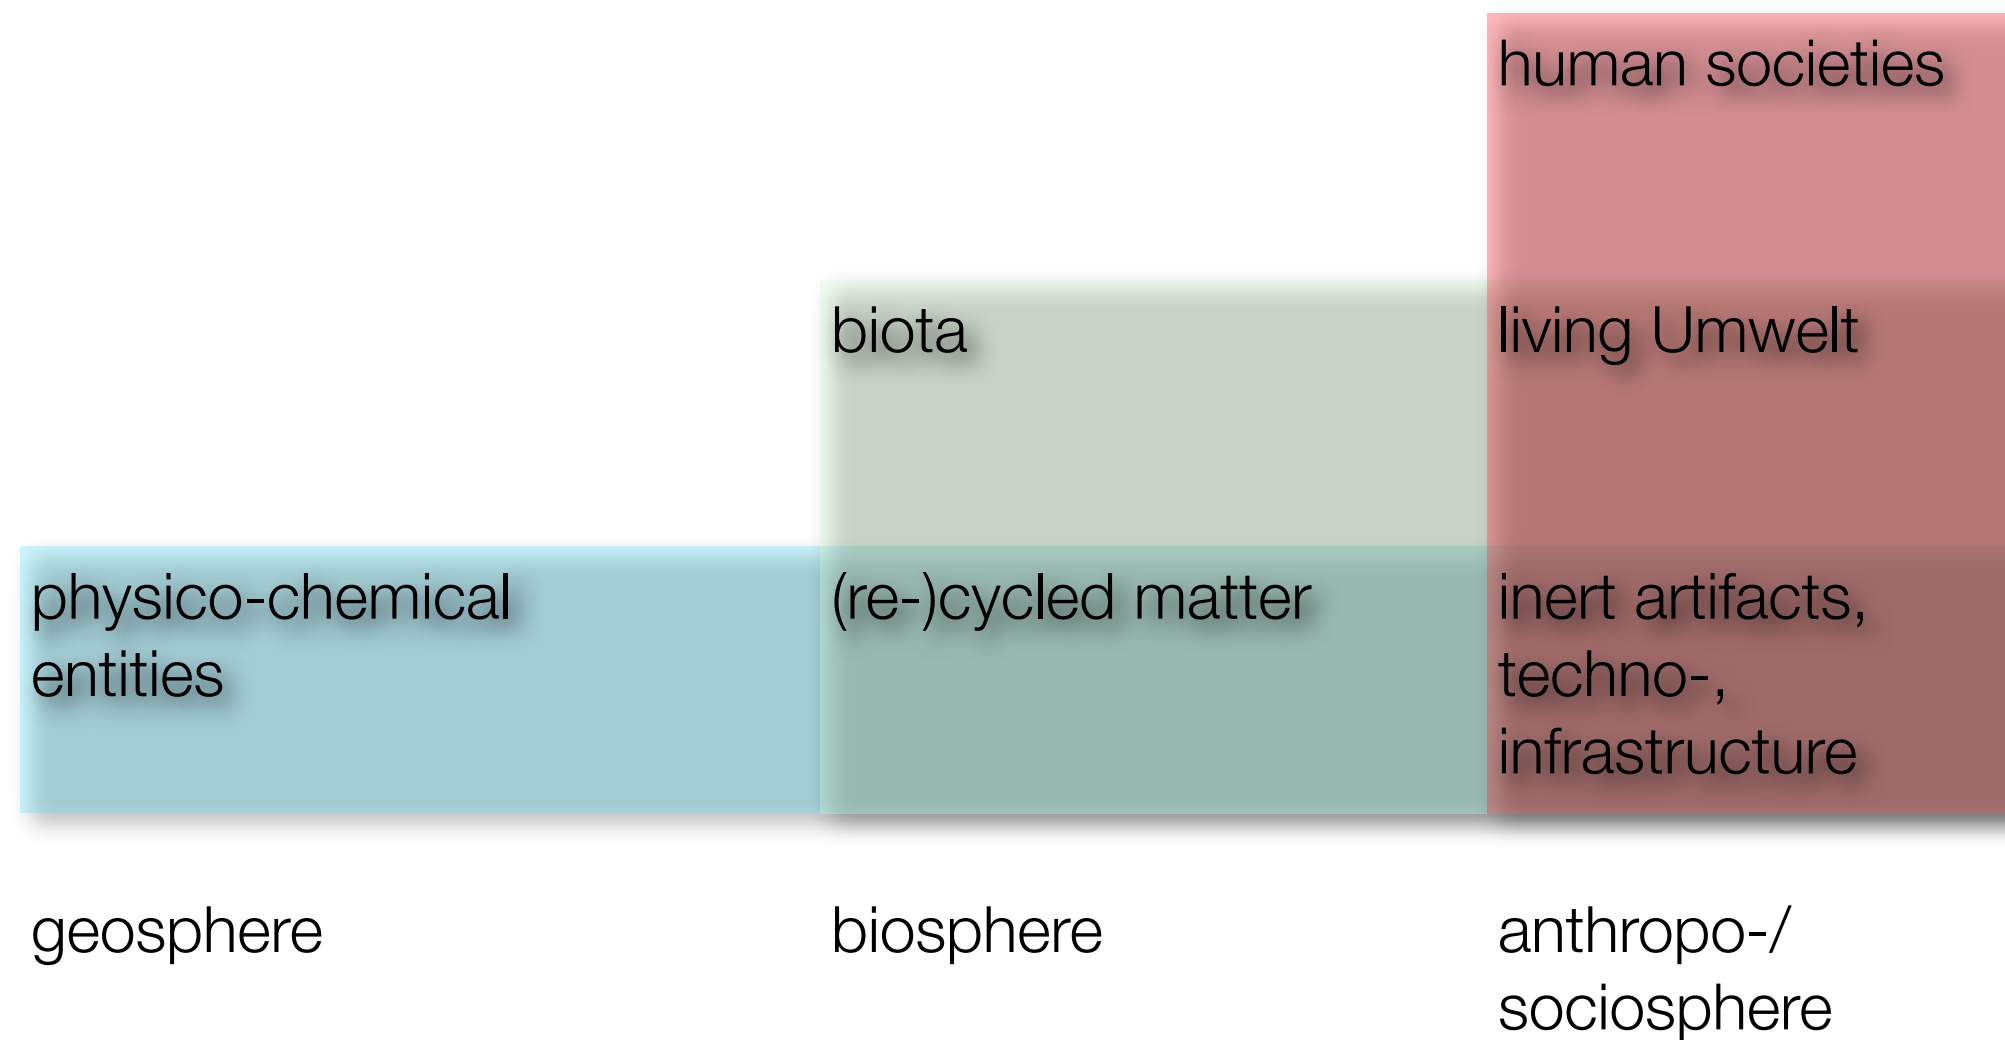 human societies
biota
living Umwelt
physico-chemical
entities
(re-)cycled matter
inert artifacts,
techno-,
infrastructure
geosphere
biosphere
anthropo-/
sociosphere